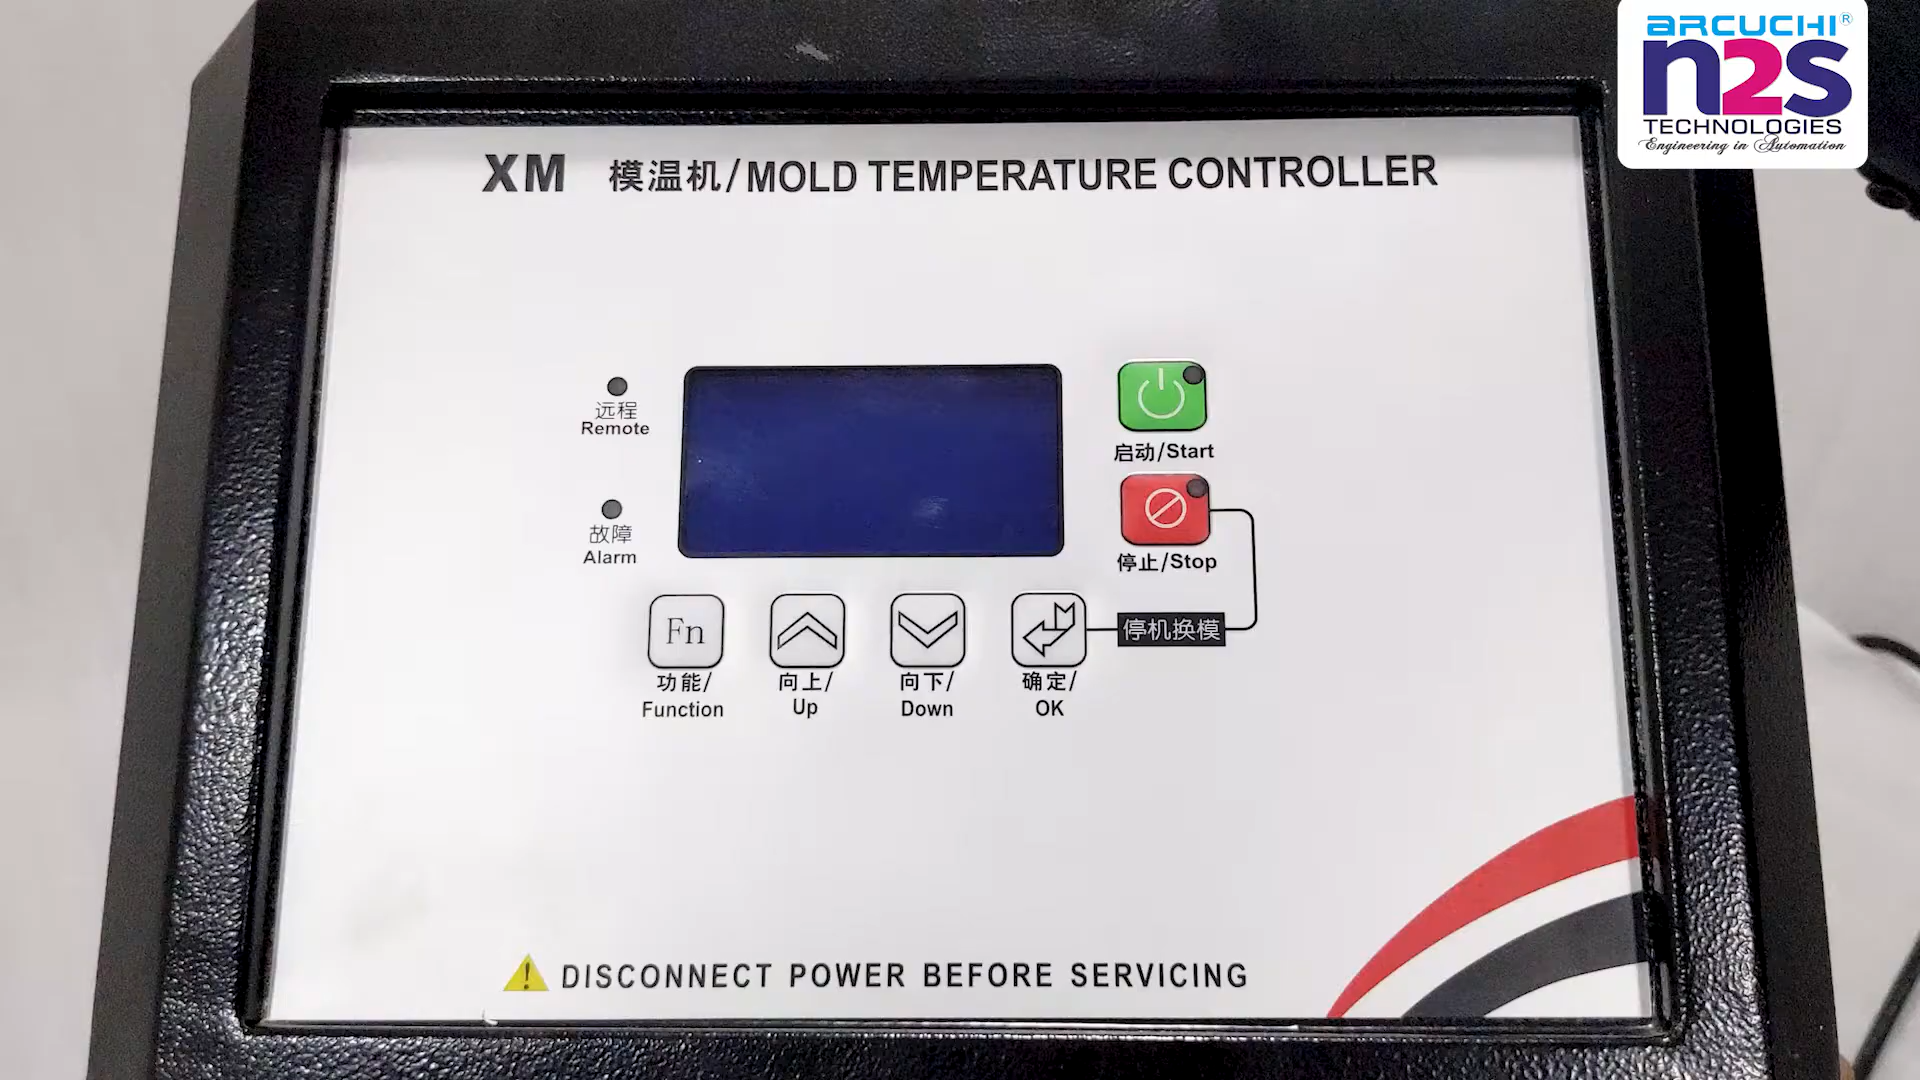 ARCUCHI®
n2s
TECHNOLOGIES
Engineering in Automation
XM 模温机/MOLD TEMPERATURE CONTROLLER
远程
Remote
启动/Start
故障
Alarm
停止/Stop
Fn
停机换模
功能/
Function
向上/
Up
向下/
Down
确定/
OK
! DISCONNECT POWER BEFORE SERVICING